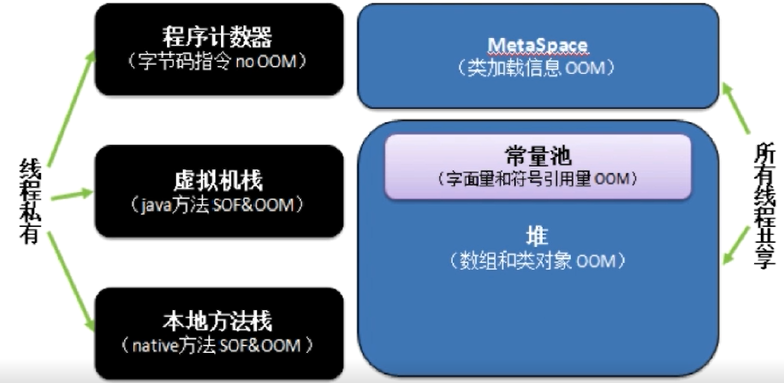 程序计数器
（字节码指令 no OOM）
MetaSpace
（类加载信息 OOM）
线程私有
虚拟机栈
（java方法 SOF&OOM）
常量池
（字面量和符号引用量 OOM）
堆
（数组和类对象 OOM）
所有线程共享
本地方法栈
（native方法 SOF&OOM ）